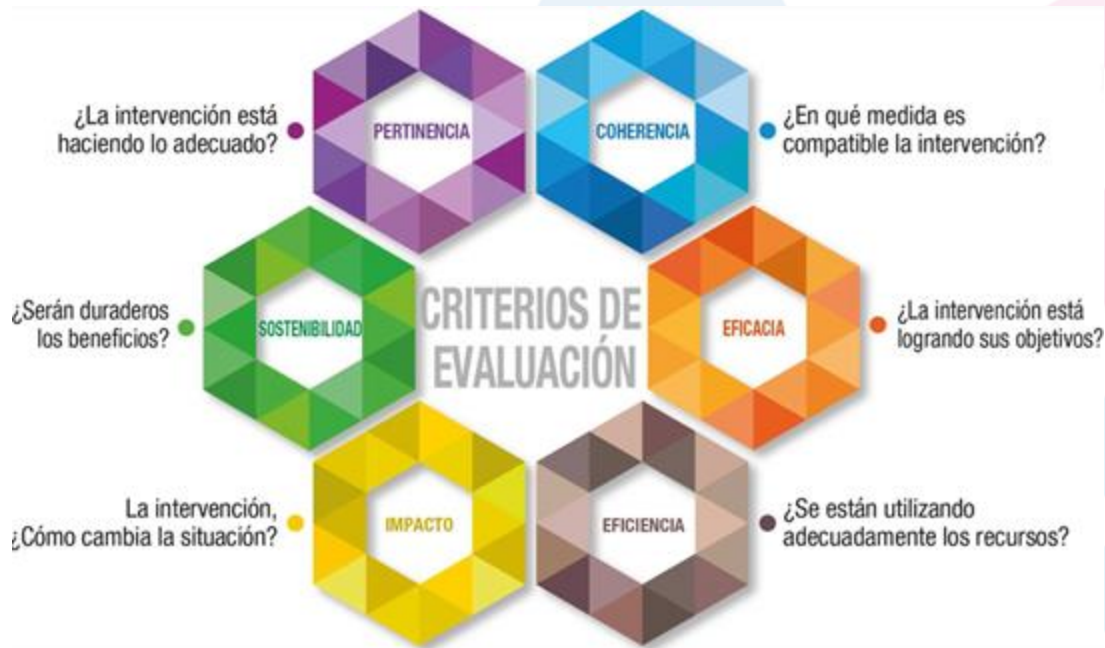 ¿La intervención está
haciendo lo adecuado?
PERTINENCIA
COHERENCIA
¿En qué medida es
compatible la intervención?
¿Serán duraderos
los beneficios?
SOSTENIBILIDAD
CRITERIOS DE
EVALUACIÓN
EFICACIA
¿La intervención está
logrando sus objetivos?
La intervención,
¿Cómo cambia la situación?
IMPACTO
EFICIENCIA
¿Se están utilizando
adecuadamente los recursos?